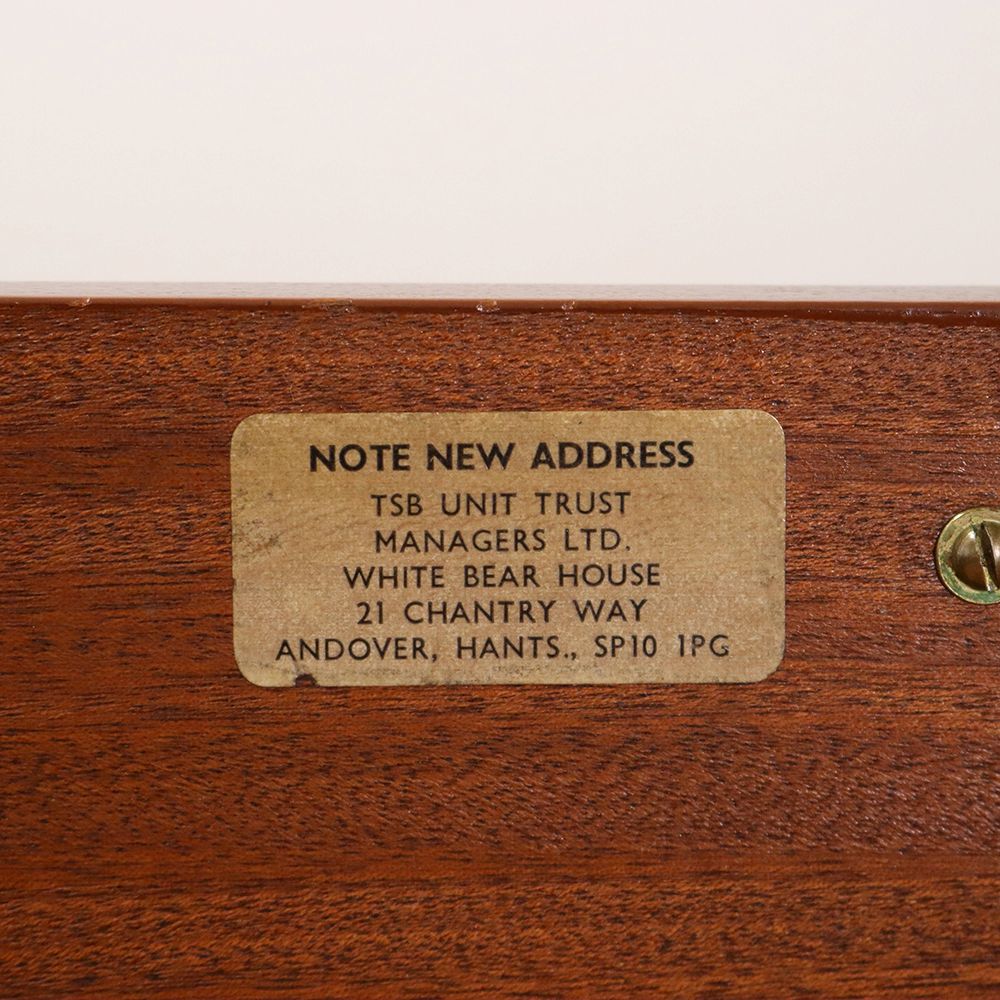 NOTE NEW ADDRESS
TSB UNIT TRUST
MANAGERS LTD.
WHITE BEAR HOUSE
21 CHANTRY WAY
ANDOVER, HANTS., SP10 1PG